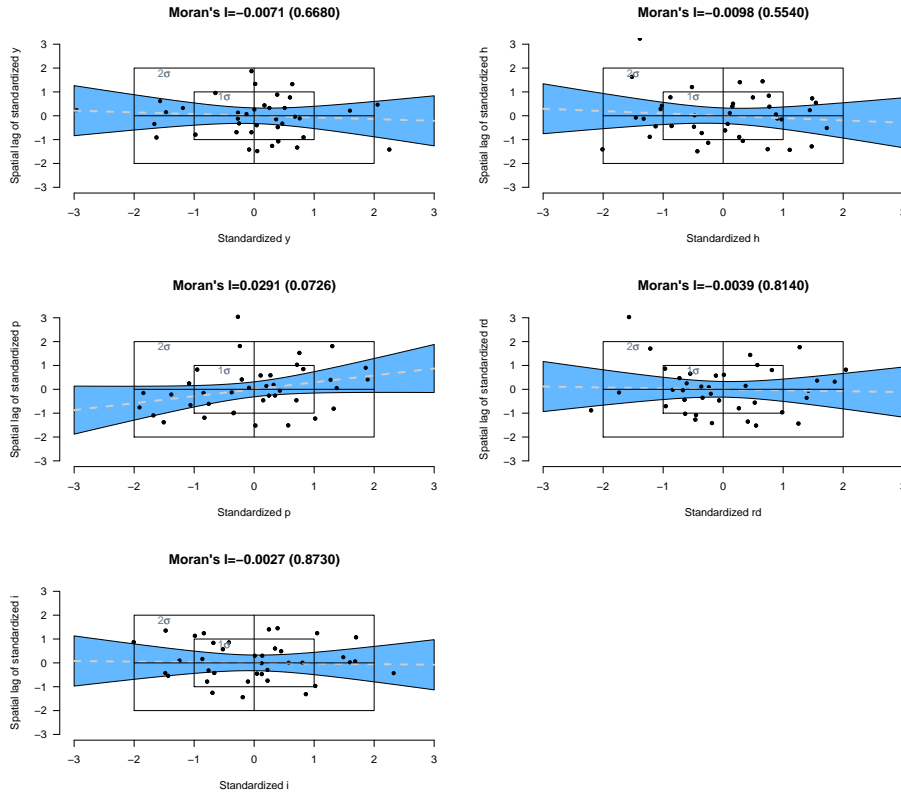 Moran's I=−0.0071 (0.6680)
Spatial lag of standardized y
3
2
1
0
−1
−2
−3
2σ
1σ
−3 −2 −1 0 1 2 3
Standardized y
Moran's I=−0.0098 (0.5540)
Spatial lag of standardized h
3
2
1
0
−1
−2
−3
2σ
1σ
−3 −2 −1 0 1 2 3
Standardized h
Moran's I=0.0291 (0.0726)
Spatial lag of standardized p
3
2
1
0
−1
−2
−3
2σ
1σ
−3 −2 −1 0 1 2 3
Standardized p
Moran's I=−0.0039 (0.8140)
Spatial lag of standardized rd
3
2
1
0
−1
−2
−3
2σ
1σ
−3 −2 −1 0 1 2 3
Standardized rd
Moran's I=−0.0027 (0.8730)
Spatial lag of standardized i
3
2
1
0
−1
−2
−3
2σ
1σ
−3 −2 −1 0 1 2 3
Standardized i